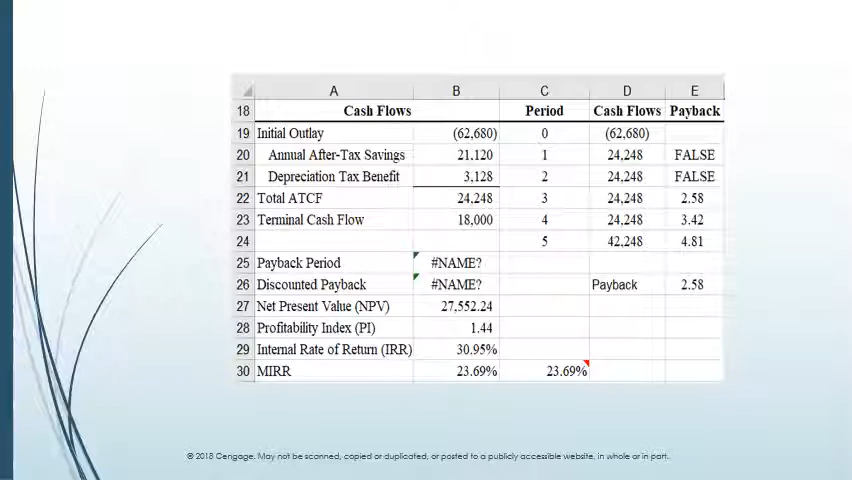 A B C D E
18 Cash Flows Period Cash Flows Payback
19 Initial Outlay (62,680) 0 (62,680)
20 Annual After-Tax Savings 21,120 1 24,248 FALSE
21 Depreciation Tax Benefit 3,128 2 24,248 FALSE
22 Total ATCF 24,248 3 24,248 2.58
23 Terminal Cash Flow 18,000 4 24,248 3.42
24 5 42,248 4.81
25 Payback Period #NAME?
26 Discounted Payback #NAME? Payback 2.58
27 Net Present Value (NPV) 27,552.24
28 Profitability Index (PI) 1.44
29 Internal Rate of Return (IRR) 30.95%
30 MIRR 23.69% 23.69%
© 2018 Cengage. May not be scanned, copied or duplicated, or posted to a publicly accessible website, in whole or in part.